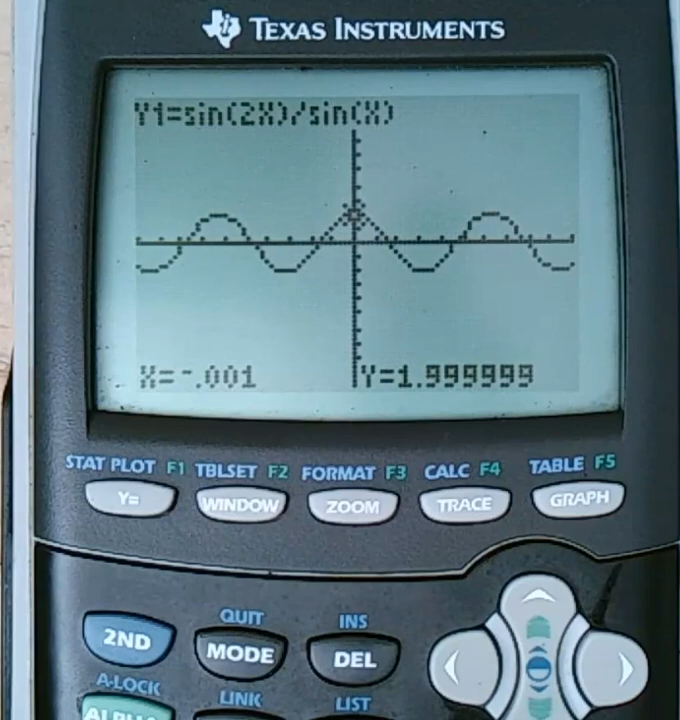 TEXAS INSTRUMENTS
Y1=sin(2X)/sin(X)
X=-.001 Y=1.999999
STAT PLOT F1 TBLSET F2 FORMAT F3 CALC F4 TABLE F5
Y= WINDOW ZOOM TRACE GRAPH
QUIT INS
2ND MODE DEL
A-LOCK LINK LIST